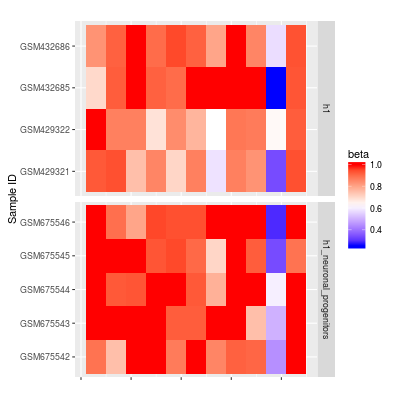 GSM432686
GSM432685
GSM429322
GSM429321
h1
GSM675546
GSM675545
GSM675544
GSM675543
GSM675542
h1_neuronal_progenitors
Sample ID
beta
1.0
0.8
0.6
0.4